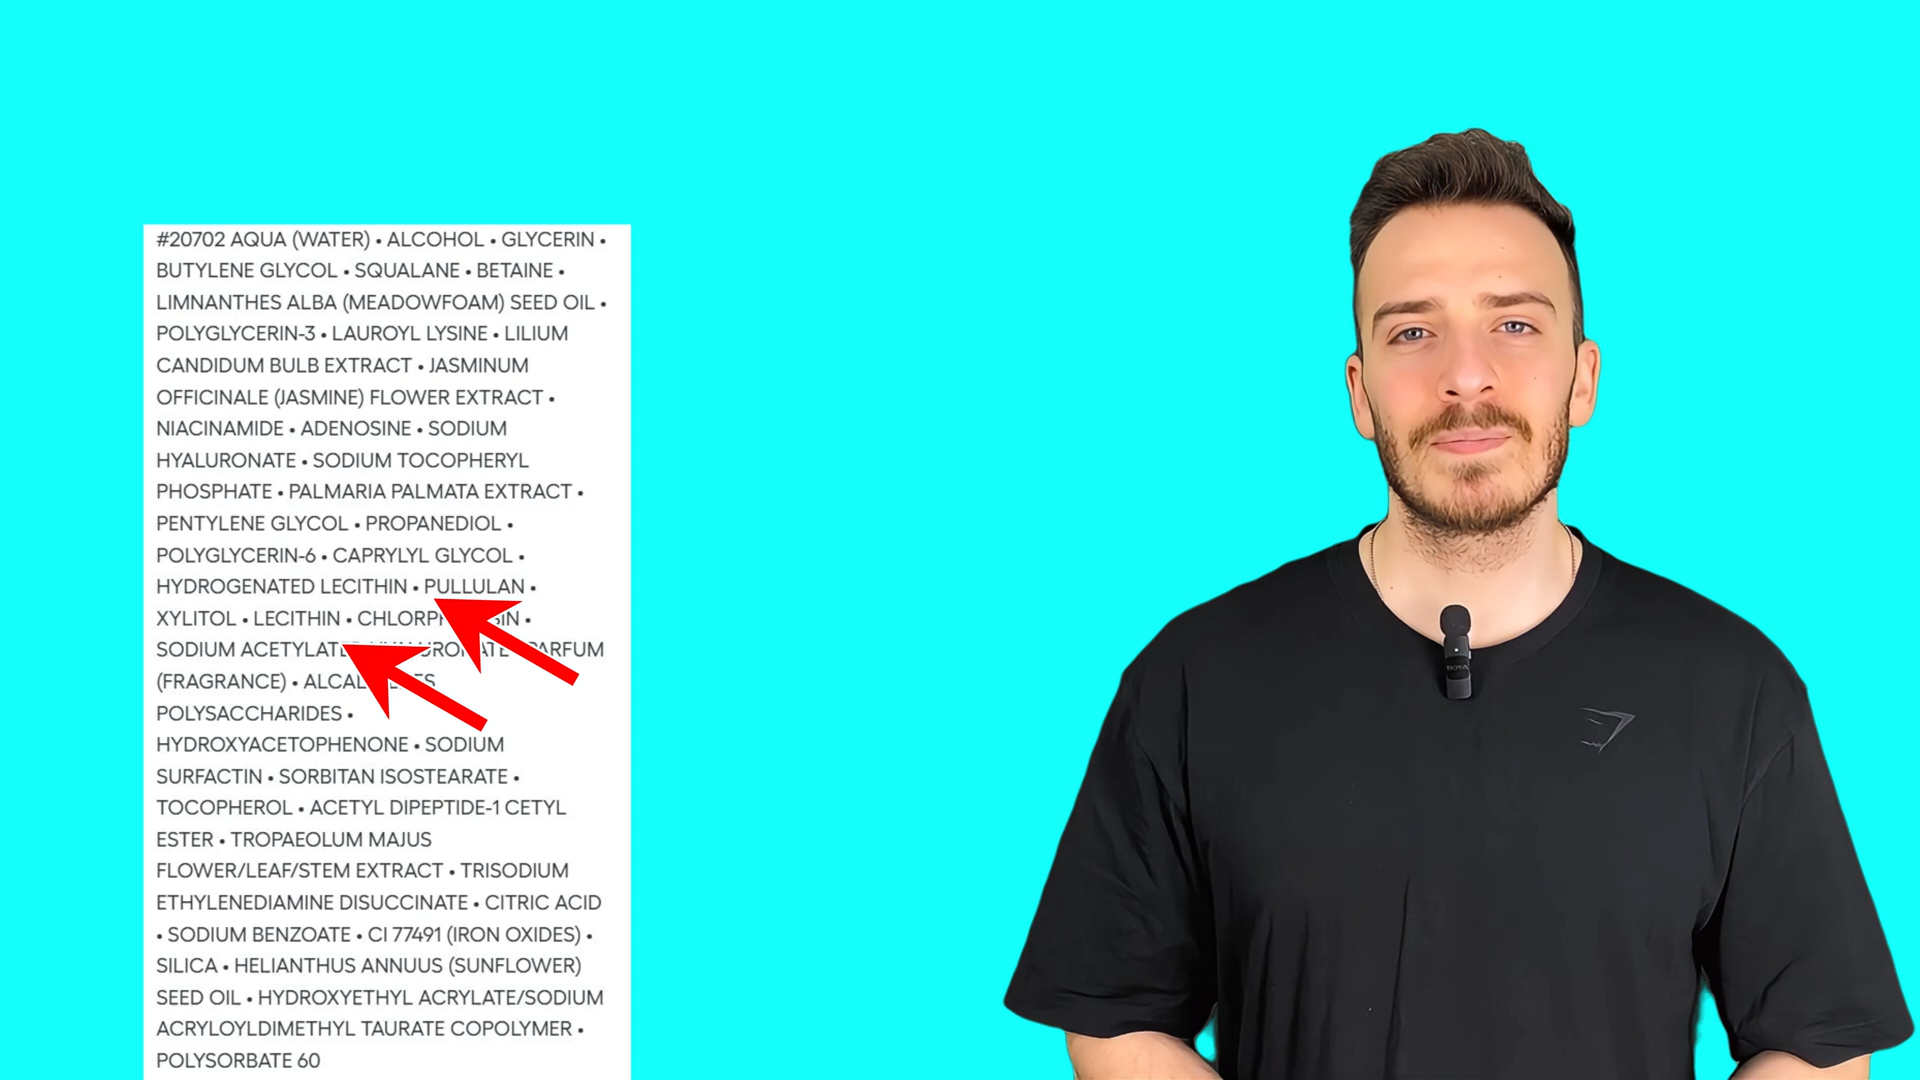 #20702 AQUA (WATER) • ALCOHOL • GLYCERIN •
BUTYLENE GLYCOL • SQUALANE • BETAINE •
LIMNANTHES ALBA (MEADOWFOAM) SEED OIL •
POLYGLYCERIN-3 • LAUROYL LYSINE • LILIUM
CANDIDUM BULB EXTRACT • JASMINUM
OFFICINALE (JASMINE) FLOWER EXTRACT •
NIACINAMIDE • ADENOSINE • SODIUM
HYALURONATE • SODIUM TOCOPHERYL
PHOSPHATE • PALMARIA PALMATA EXTRACT •
PENTYLENE GLYCOL • PROPANEDIOL •
POLYGLYCERIN-6 • CAPRYLYL GLYCOL •
HYDROGENATED LECITHIN • PULLULAN •
XYLITOL • LECITHIN •
SODIUM
(FRAGRANCE) •
POLYSACCHARIDES •
HYDROXYACETOPHENONE • SODIUM
SURFACTIN • SORBITAN ISOSTEARATE •
TOCOPHEROL • ACETYL DIPEPTIDE-1 CETYL
ESTER • TROPAEOLUM MAJUS
FLOWER/LEAF/STEM EXTRACT • TRISODIUM
ETHYLENEDIAMINE DISUCCINATE • CITRIC ACID
• SODIUM BENZOATE • CI 77491 (IRON OXIDES) •
SILICA • HELIANTHUS ANNUUS (SUNFLOWER)
SEED OIL • HYDROXYETHYL ACRYLATE/SODIUM
ACRYLOYLDIMETHYL TAURATE COPOLYMER •
POLYSORBATE 60
BOYA